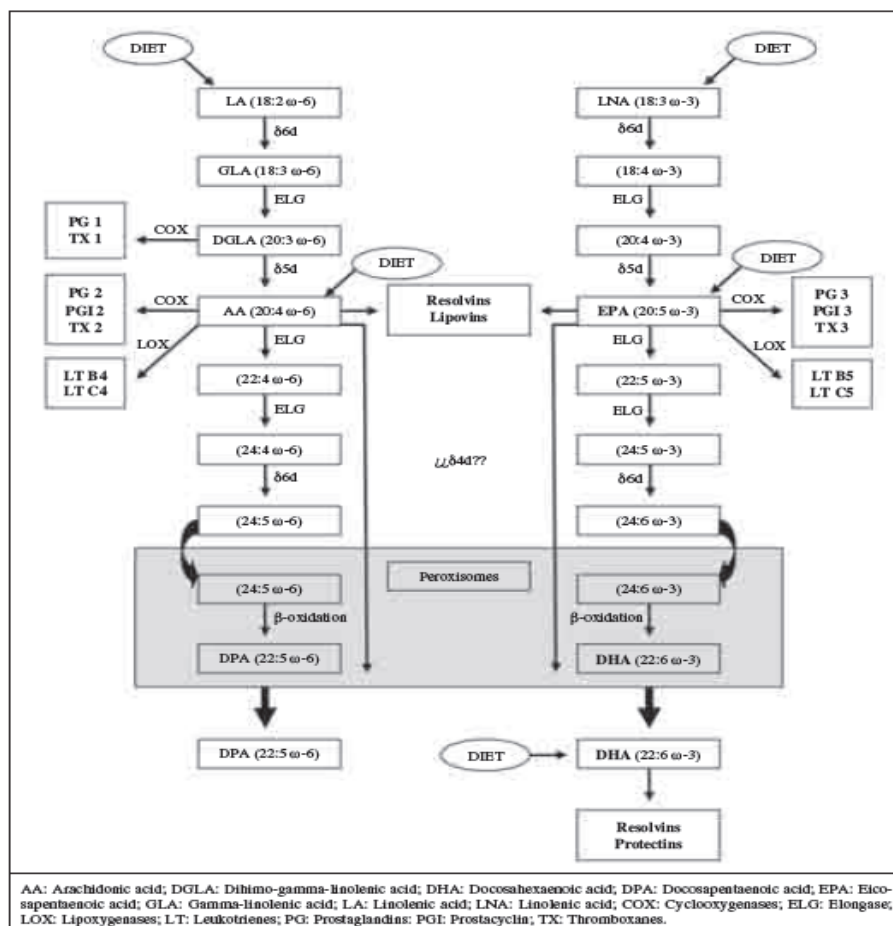 DIET
DIET
LA (18:2 ω-6)
LNA (18:3 ω-3)
δ6d
δ6d
GLA (18:3 ω-6)
(18:4 ω-3)
ELG
ELG
PG 1
TX 1
COX
DGLA (20:3 ω-6)
(20:4 ω-3)
δ5d
DIET
δ5d
DIET
PG 2
PGI 2
TX 2
COX
AA (20:4 ω-6)
Resolvins
Lipovins
EPA (20:5 ω-3)
COX
PG 3
PGI 3
TX 3
LOX
ELG
ELG
LOX
LT B4
LT C4
(22:4 ω-6)
(22:5 ω-3)
LT B5
LT C5
ELG
ELG
(24:4 ω-6)
(24:5 ω-3)
δ6d
¿¿δ4d??
δ6d
(24:5 ω-6)
(24:6 ω-3)
Peroxisomes
(24:5 ω-6)
(24:6 ω-3)
β-oxidation
β-oxidation
DPA (22:5 ω-6)
DHA (22:6 ω-3)
DPA (22:5 ω-6)
DIET
DHA (22:6 ω-3)
Resolvins
Protectins
AA: Arachidonic acid; DGLA: Dihimo-gamma-linolenic acid; DHA: Docosahexaenoic acid; DPA: Docosapentaenoic acid; EPA: Eico-
sapentaenoic acid; GLA: Gamma-linolenic acid; LA: Linolenic acid; LNA: Linolenic acid; COX: Cyclooxygenases; ELG: Elongase;
LOX: Lipoxygenases; LT: Leukotrienes; PG: Prostaglandins: PGI: Prostacyclin; TX: Thromboxanes.